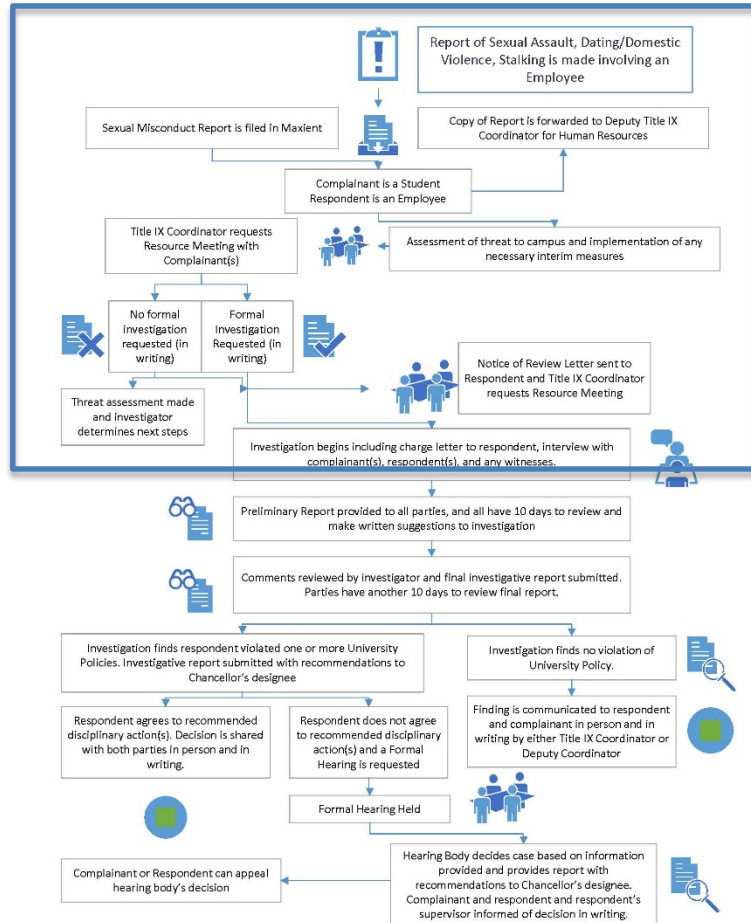 Report of Sexual Assault, Dating/Domestic
Violence, Stalking is made involving an
Employee
Sexual Misconduct Report is filed in Maxient
Copy of Report is forwarded to Deputy Title IX
Coordinator for Human Resources
Complainant is a Student
Respondent is an Employee
Title IX Coordinator requests
Resource Meeting with
Complainant(s)
Assessment of threat to campus and implementation of any
necessary interim measures
No formal
investigation
requested (in
writing)
Formal
Investigation
Requested (in
writing)
Notice of Review Letter sent to
Respondent and Title IX Coordinator
requests Resource Meeting
Threat assessment made
and investigator
determines next steps
Investigation begins including charge letter to respondent, interview with
complainant(s), respondent(s), and any witnesses.
Preliminary Report provided to all parties, and all have 10 days to review and
make written suggestions to investigation
Comments reviewed by investigator and final investigative report submitted.
Parties have another 10 days to review final report.
Investigation finds respondent violated one or more University
Policies. Investigative report submitted with recommendations to
Chancellor's designee
Investigation finds no violation of
University Policy.
Respondent agrees to recommended
disciplinary action(s). Decision is shared
with both parties in person and in
writing.
Respondent does not agree
to recommended disciplinary
action(s) and a Formal
Hearing is requested
Finding is communicated to respondent
and complainant in person and in
writing by either Title IX Coordinator or
Deputy Coordinator
Formal Hearing Held
Complainant or Respondent can appeal
hearing body's decision
Hearing Body decides case based on information
provided and provides report with
recommendations to Chancellor's designee.
Complainant and respondent and respondent's
supervisor informed of decision in writing.